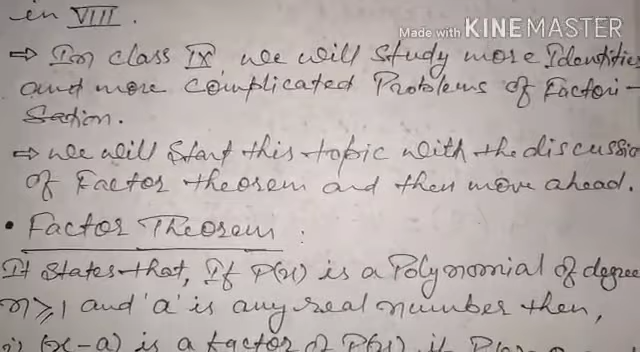 in VIII.
Made with KINEMASTER
⇒ In class IX we will study more Identities
and more complicated Problems of Factori-
sation.
⇒ we will start this topic with the discussio
of Factor theorem and then move ahead.
• Factor Theorem :
It states that, If P(x) is a Polynomial of degree
n ≥ 1 and 'a' is any real number then,
(x-a) is a factor of P(x), if